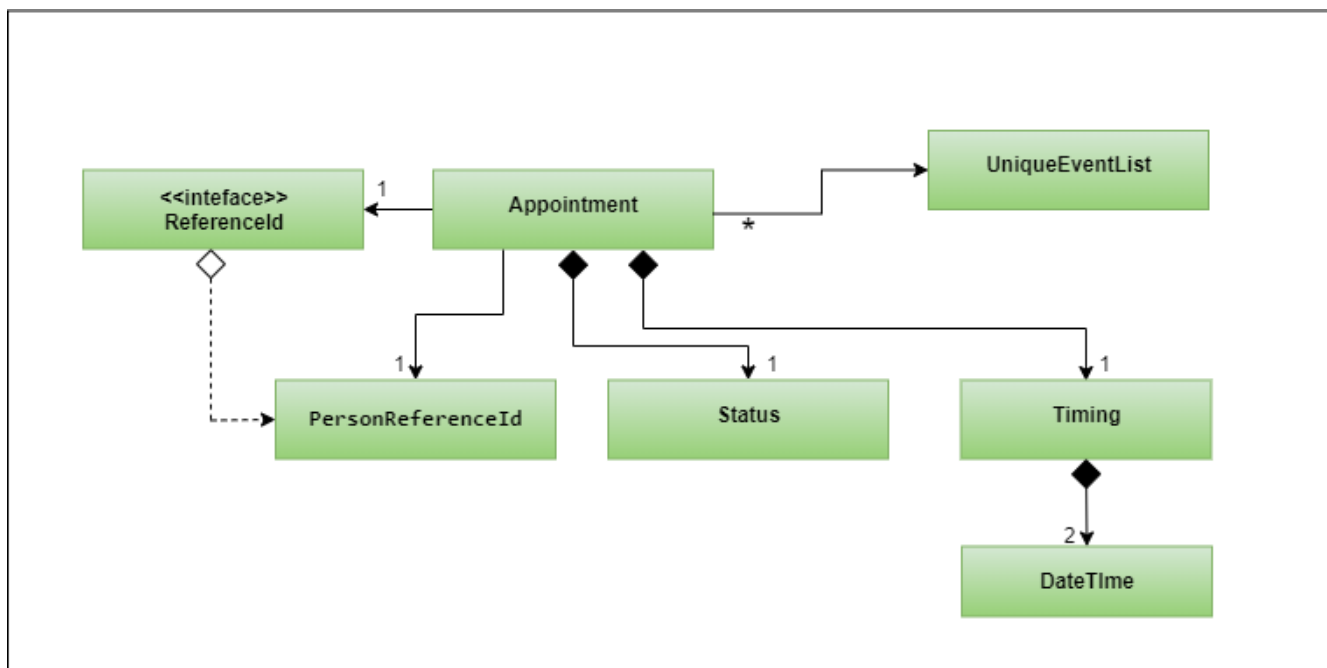 UniqueEventList
<<inteface>>
ReferenceId
1
Appointment
*
1
1
1
PersonReferenceId
Status
Timing
2
DateTIme